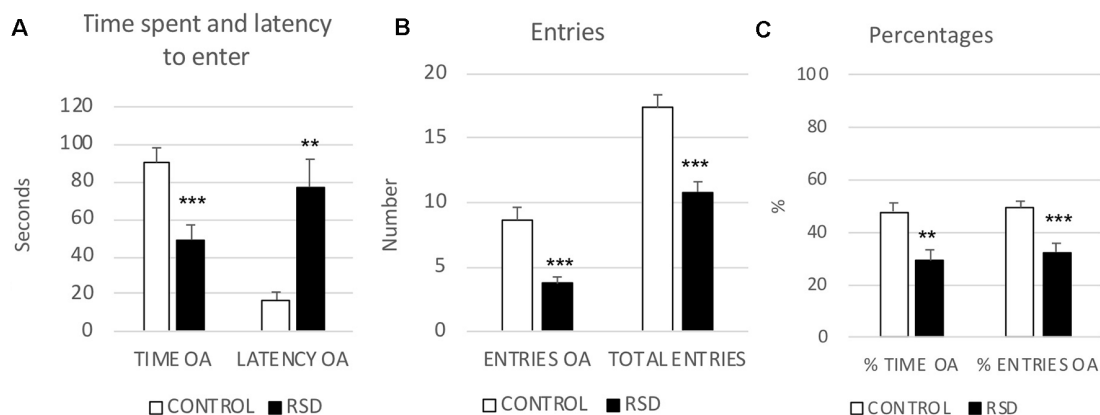 A
Time spent and latency
to enter
Seconds
120
100
80
60
40
20
0
**
***
TIME OA
LATENCY OA
CONTROL
RSD
B
Entries
Number
20
15
10
5
0
***
***
ENTRIES OA
TOTAL ENTRIES
CONTROL
RSD
C
Percentages
%
100
80
60
40
20
0
**
***
% TIME OA
% ENTRIES OA
CONTROL
RSD